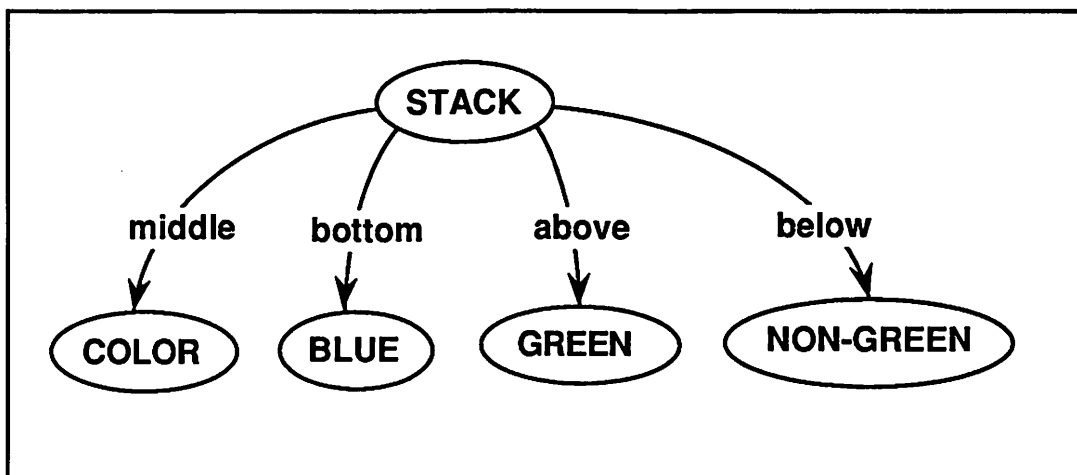 STACK
middle bottom above below
COLOR BLUE GREEN NON-GREEN